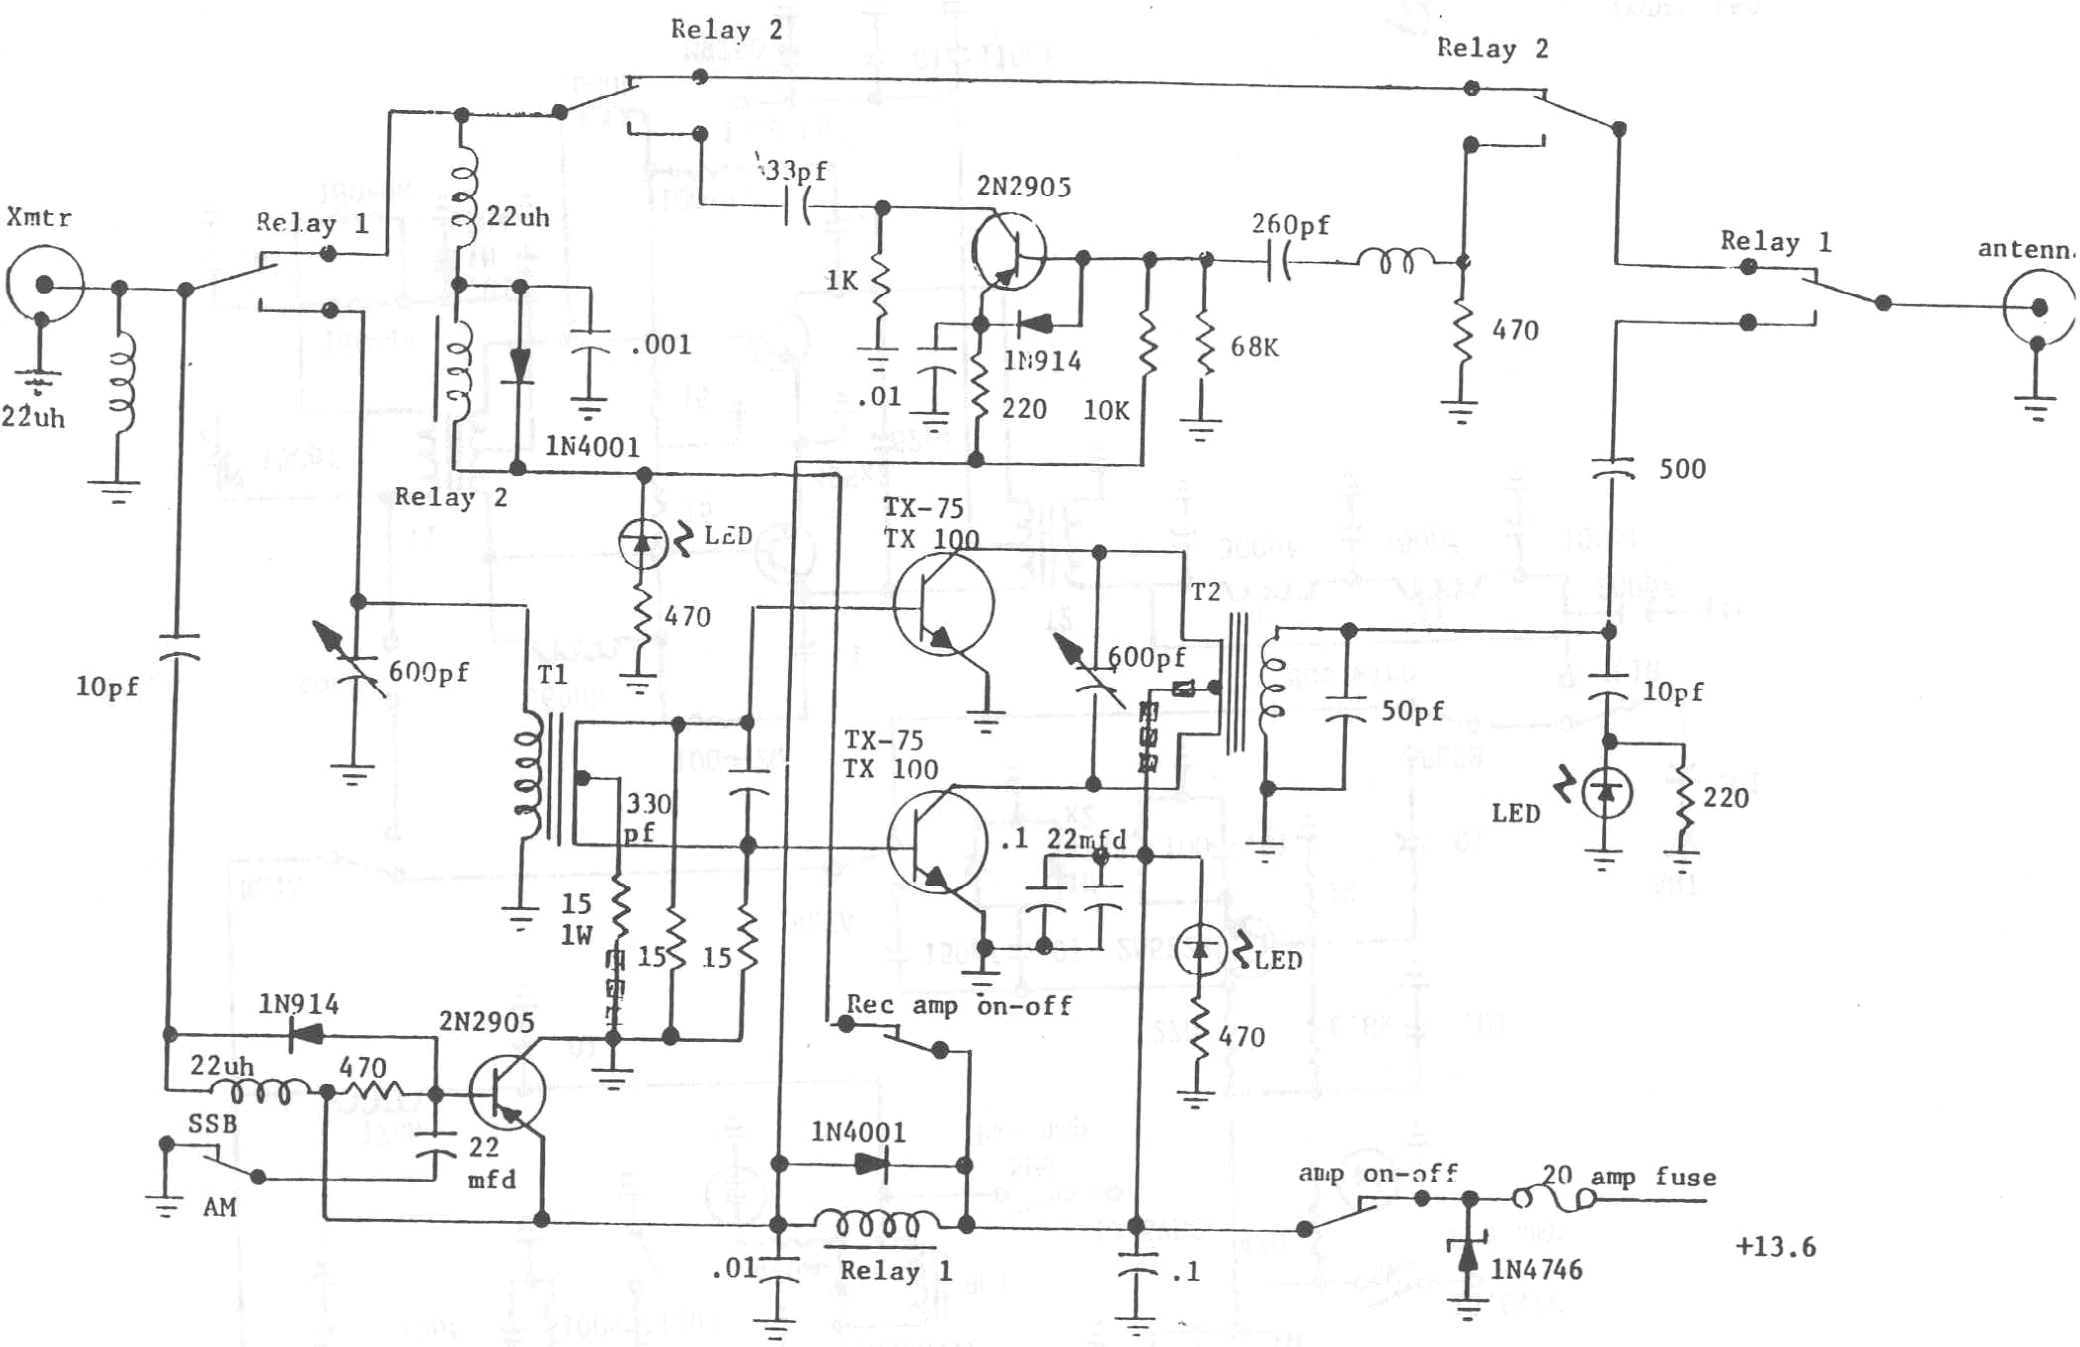 Relay 2
Relay 2
Xmtr
Relay 1
22uh
33pf
2N2905
260pf
Relay 1
antenn
1K
.001
1N914
68K
470
22uh
.01
220
10K
1N4001
Relay 2
500
TX-75
TX 100
LED
470
T2
10pf
600pf
T1
600pf
50pf
10pf
TX-75
TX 100
330
pf
.1
22mfd
LED
220
15
1W
15
15
LED
1N914
2N2905
Rec amp on-off
470
22uh
470
SSB
22
mfd
AM
1N4001
amp on-off
20 amp fuse
.01
Relay 1
.1
1N4746
+13.6